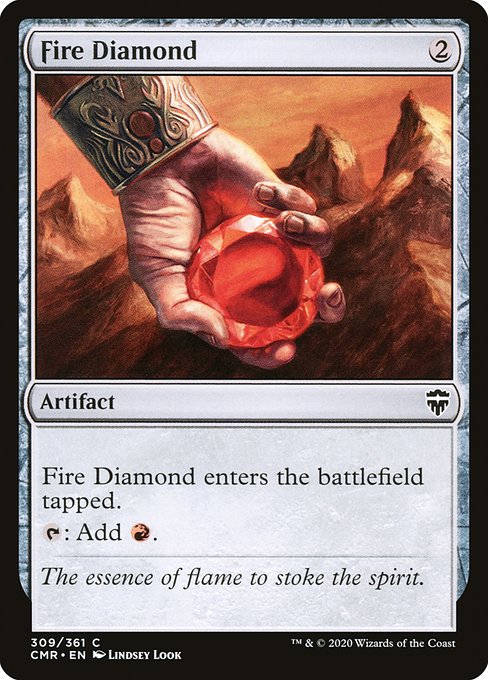 Fire Diamond 2
Artifact
Fire Diamond enters the battlefield
tapped.
: Add .
The essence of flame to stoke the spirit.
309/361 C ™ & © 2020 Wizards of the Coast
CMR • EN Lindsey Look